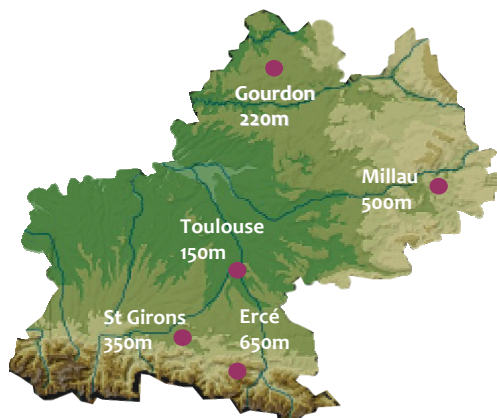 Gourdon
220m
Millau
500m
Toulouse
150m
St Girons
350m
Ercé
650m